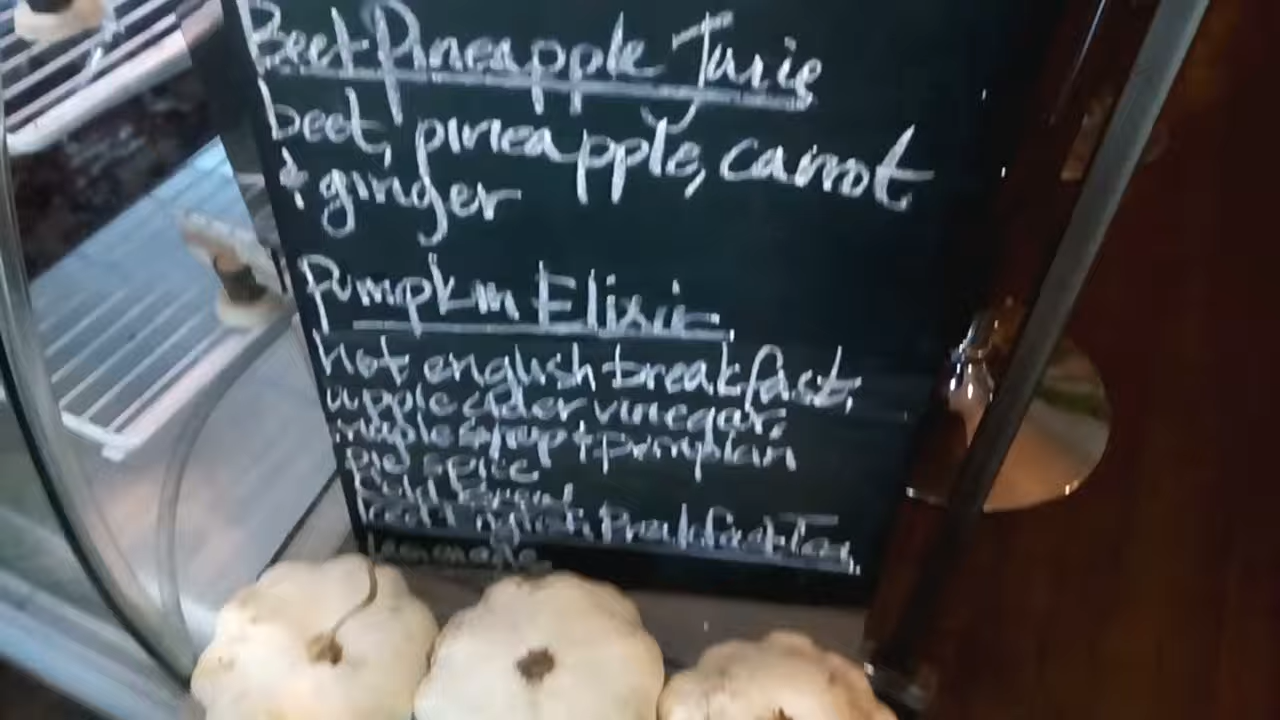 Beet Pineapple Juice
beet, pineapple, carrot
& ginger
Pumpkin Elixir
hot english breakfast,
apple cider vinegar,
maple syrup + pumpkin
pie spice
Breakfast Tea